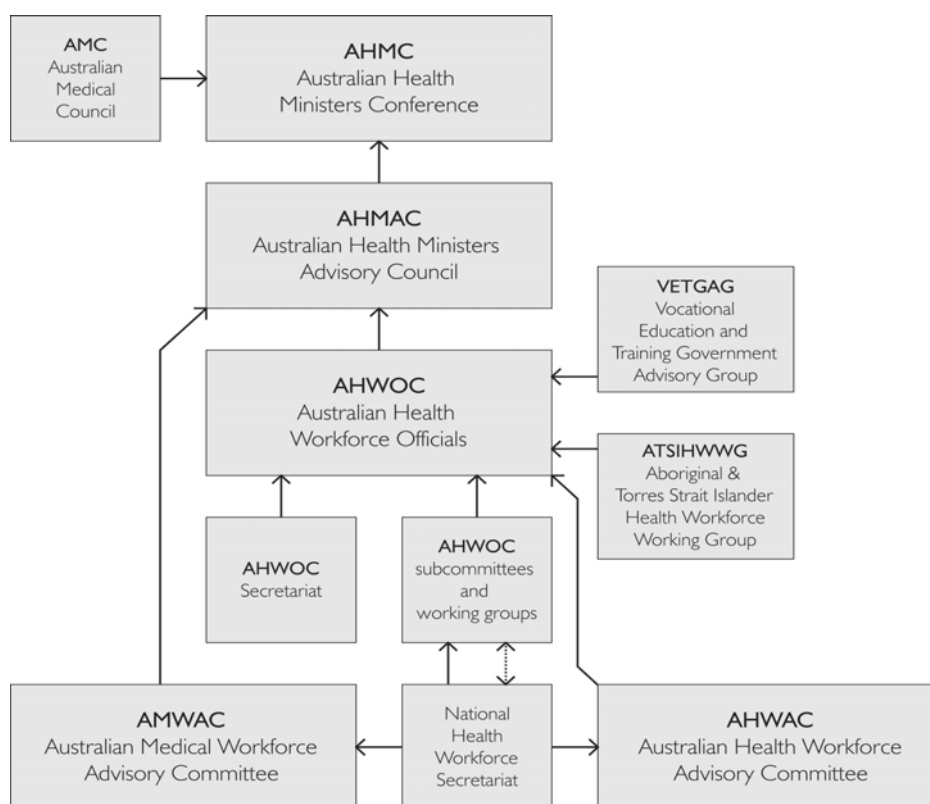 AMC
Australian
Medical
Council
AHMC
Australian Health
Ministers Conference
AHMAC
Australian Health Ministers
Advisory Council
VETGAG
Vocational
Education and
Training Government
Advisory Group
AHWOC
Australian Health
Workforce Officials
ATSIHWWG
Aboriginal &
Torres Strait Islander
Health Workforce
Working Group
AHWOC
Secretariat
AHWOC
subcommittees
and
working groups
AMWAC
Australian Medical Workforce
Advisory Committee
National
Health
Workforce
Secretariat
AHWAC
Australian Health Workforce
Advisory Committee